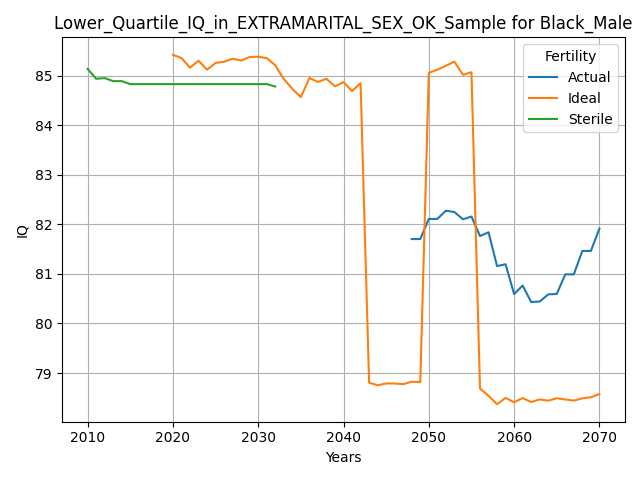 Lower_Quartile_IQ_in_EXTRAMARITAL_SEX_OK_Sample for Black_Male
Fertility
Actual
Ideal
Sterile
85
84
83
82
81
80
79
IQ
2010 2020 2030 2040 2050 2060 2070
Years